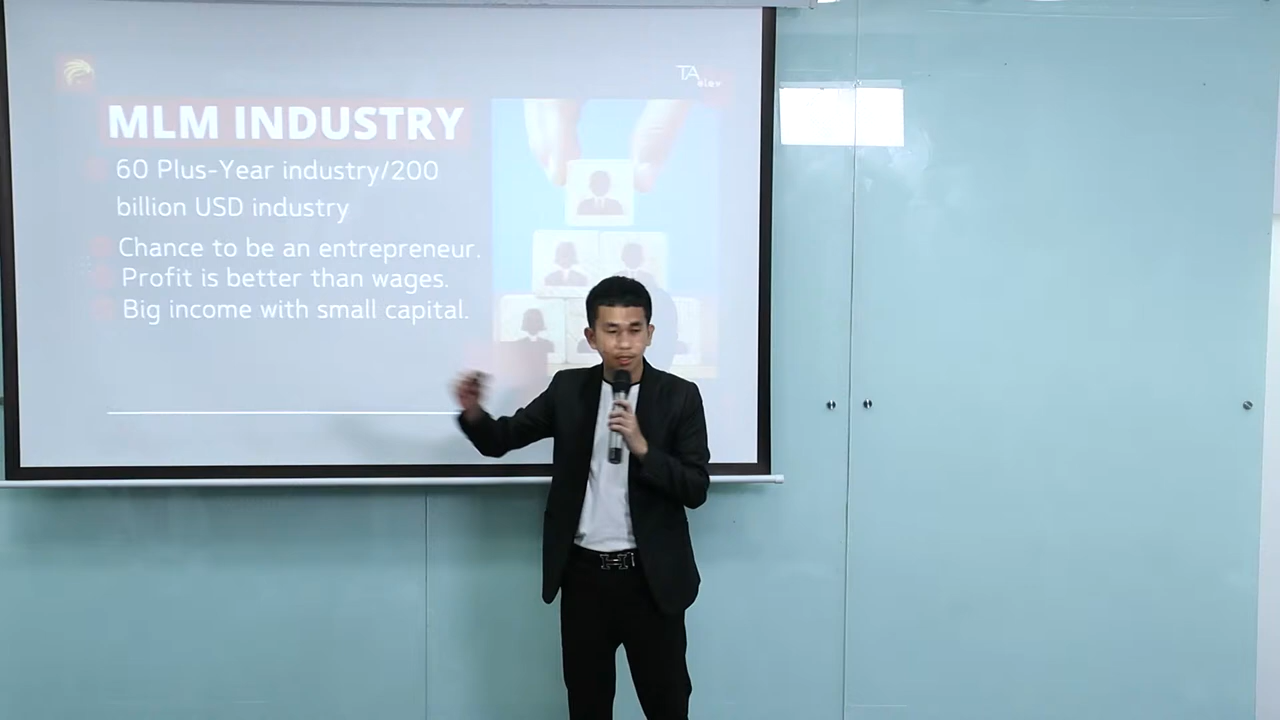 TA
MLM INDUSTRY
60 Plus-Year industry/200
billion USD industry
Chance to be an entrepreneur.
Profit is better than wages.
Big income with small capital.